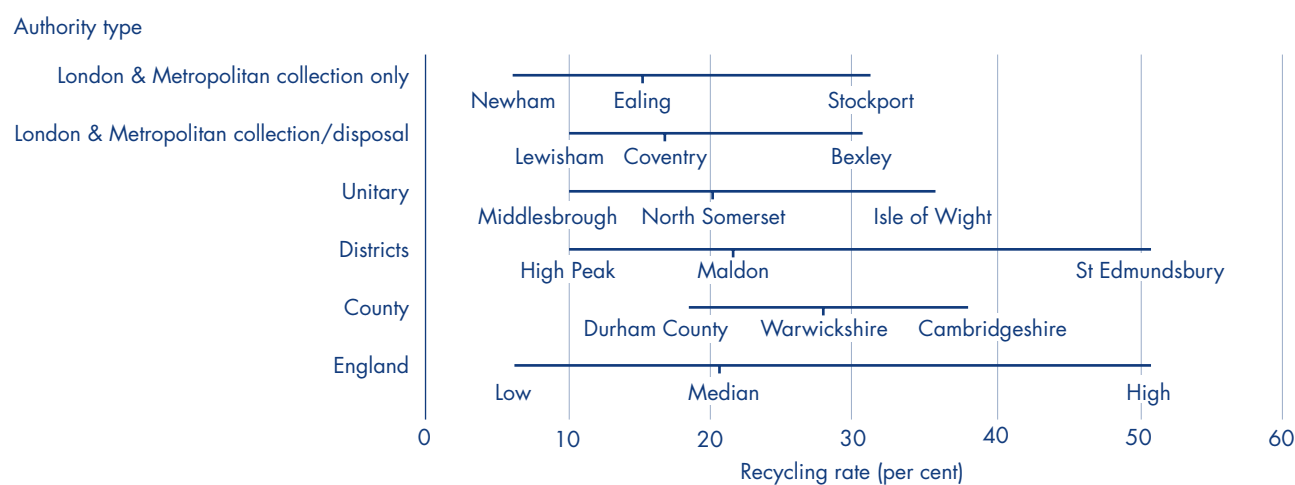 Authority type
London & Metropolitan collection only
Newham Ealing Stockport
London & Metropolitan collection/disposal
Lewisham Coventry Bexley
Unitary
Middlesbrough North Somerset Isle of Wight
Districts
High Peak Maldon St Edmundsbury
County
Durham County Warwickshire Cambridgeshire
England
Low Median High
0 10 20 30 40 50 60
Recycling rate (per cent)